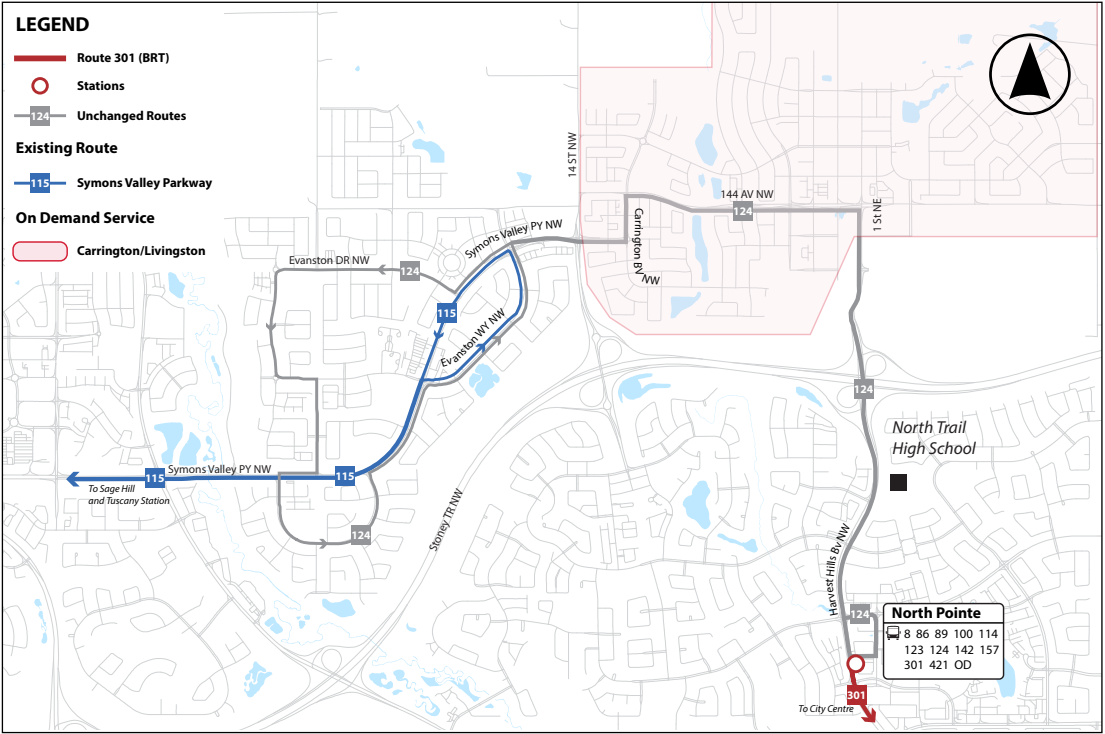 LEGEND
Route 301 (BRT)
Stations
124 Unchanged Routes
Existing Route
115 Symons Valley Parkway
On Demand Service
Carrington/Livingston
14 ST NW
144 AV NW
124
1 St NE
Carrington BV NW
Symons Valley PY NW
Evanston DR NW
124
115
Evanston WY NW
124
North Trail
High School
Symons Valley PY NW
115
115
To Sage Hill
and Tuscany Station
124
Stoney TR NW
Harvest Hills Bv NW
124
North Pointe
8 86 89 100 114
123 124 142 157
301 421 OD
301
To City Centre